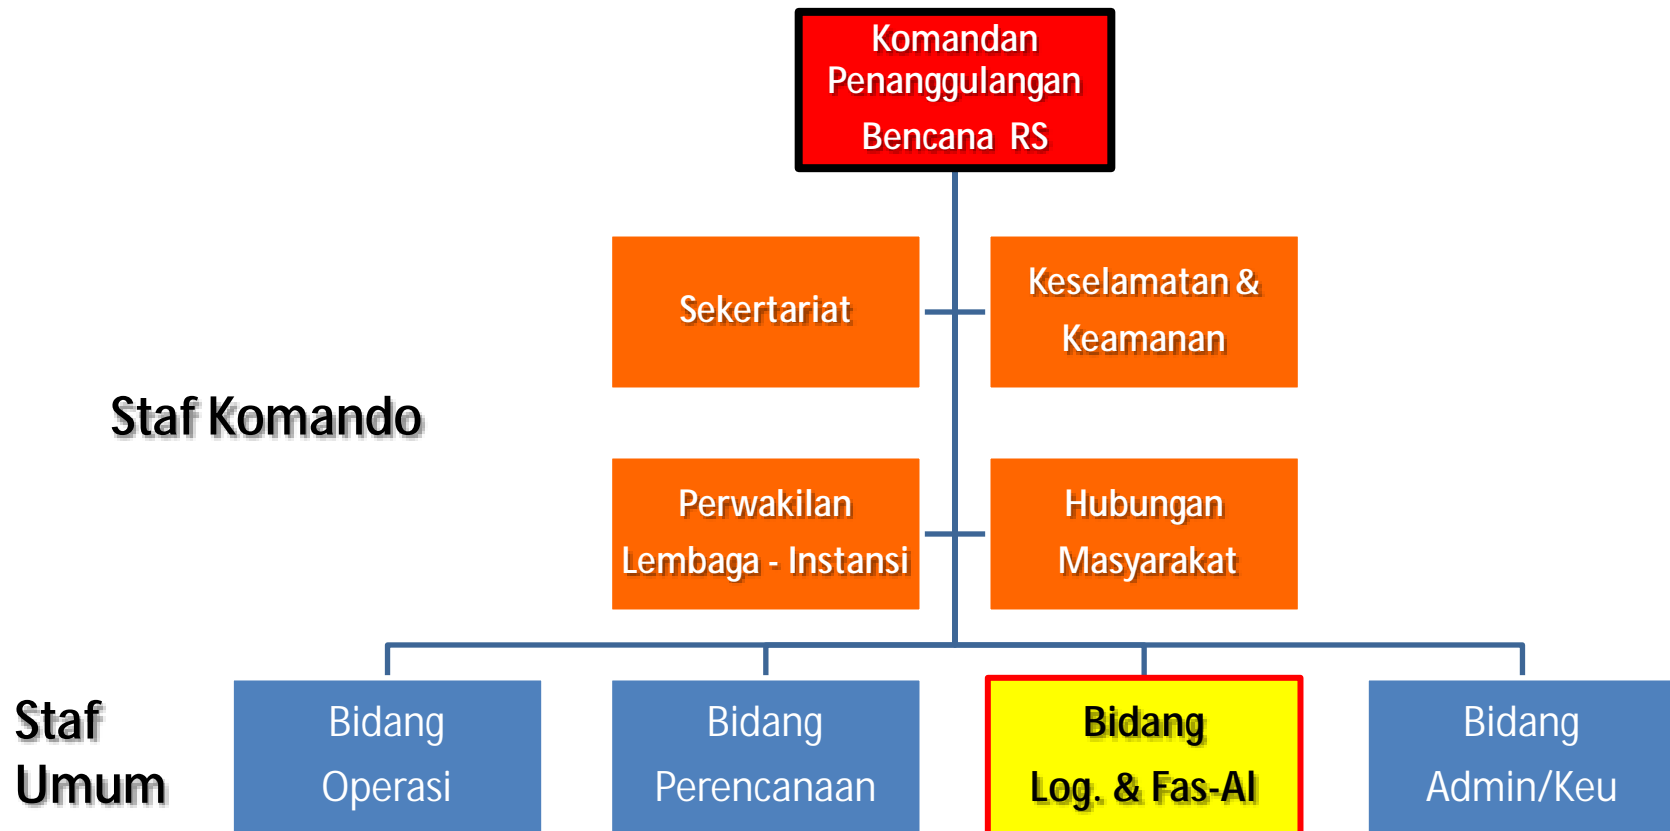 Komandan
Penanggulangan
Bencana RS
Sekertariat
Keselamatan &
Keamanan
Staf Komando
Perwakilan
Lembaga - Instansi
Hubungan
Masyarakat
Staf
Umum
Bidang
Operasi
Bidang
Perencanaan
Bidang
Log. & Fas-Al
Bidang
Admin/Keu